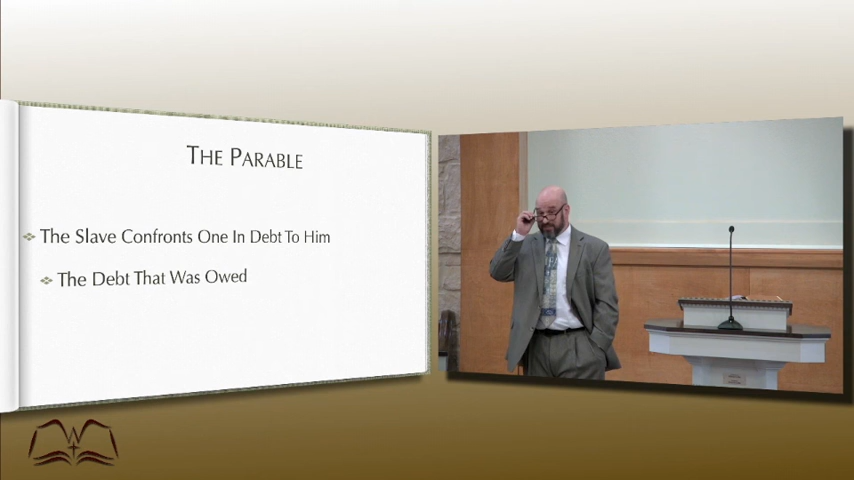 The Parable
The Slave Confronts One In Debt To Him
The Debt That Was Owed
W